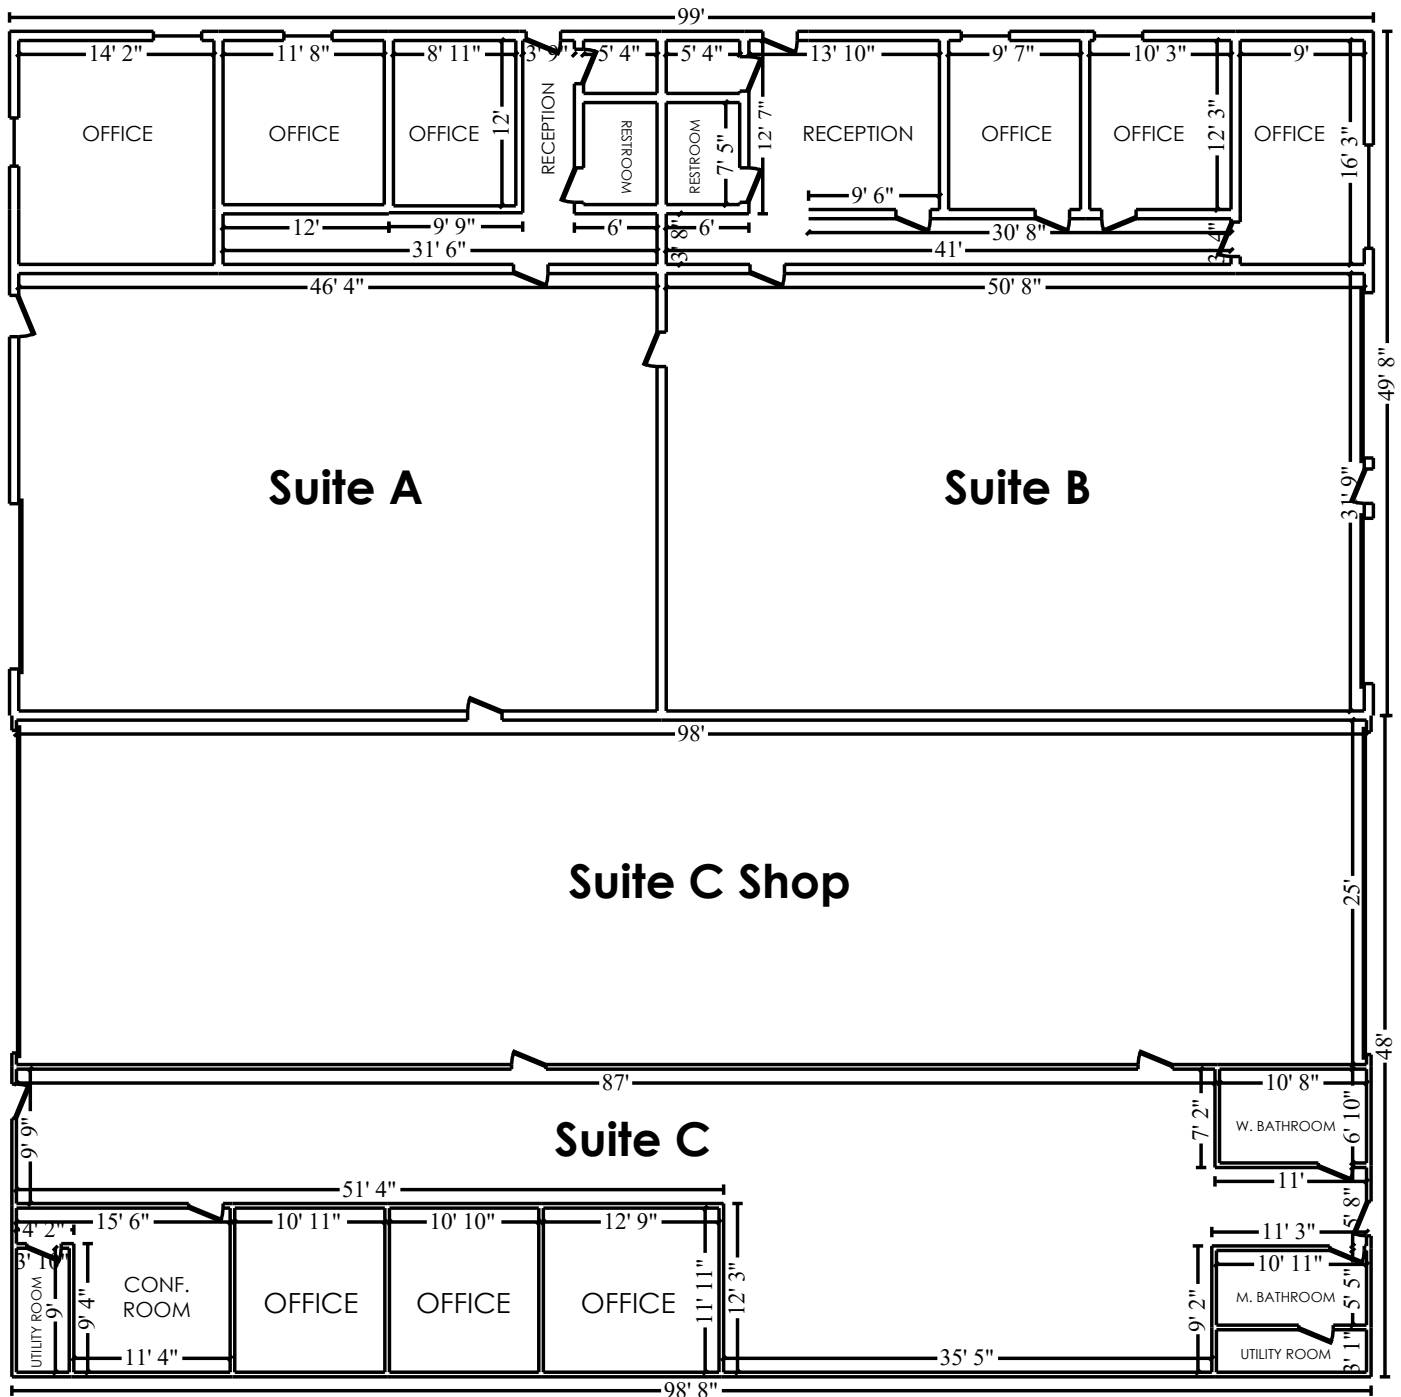 99'
14' 2"
11' 8"
8' 11"
3' 9"
5' 4"
5' 4"
13' 10"
9' 7"
10' 3"
9'
OFFICE
OFFICE
OFFICE
12'
RECEPTION
RESTROOM
RESTROOM
7' 5"
12' 7"
RECEPTION
OFFICE
OFFICE
12' 3"
OFFICE
16' 3"
9' 6"
12'
9' 9"
6'
3' 8"
6'
30' 8"
31' 6"
41'
46' 4"
50' 8"
49' 8"
Suite A
Suite B
31' 9"
98'
Suite C Shop
25'
48'
87'
10' 8"
9' 9"
Suite C
7' 2"
W. BATHROOM
6' 10"
11'
51' 4"
5' 8"
4' 2"
15' 6"
10' 11"
10' 10"
12' 9"
11' 3"
3' 10"
10' 11"
UTILITY ROOM
9'
9' 4"
CONF.
ROOM
OFFICE
OFFICE
OFFICE
11' 11"
12' 3"
9' 2"
M. BATHROOM
5' 5"
11' 4"
35' 5"
UTILITY ROOM
3' 1"
98' 8"